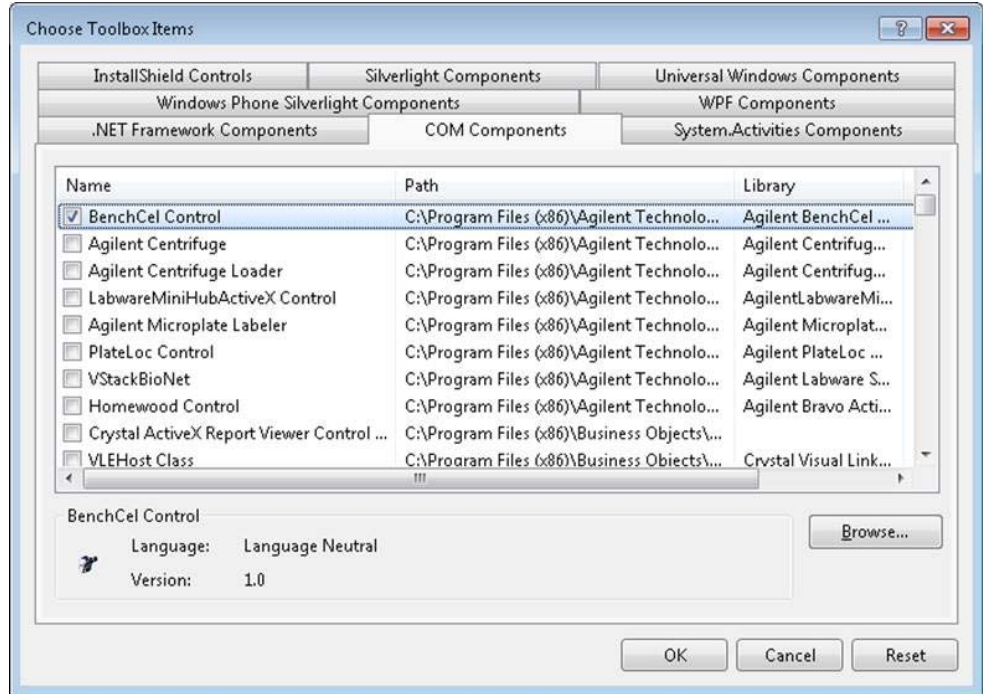 Choose Toolbox Items
InstallShield Controls Silverlight Components Universal Windows Components
Windows Phone Silverlight Components WPF Components
.NET Framework Components COM Components System.Activities Components
Name Path Library
BenchCel Control C:\Program Files (x86)\Agilent Technolo... Agilent BenchCel ...
Agilent Centrifuge C:\Program Files (x86)\Agilent Technolo... Agilent Centrifug...
Agilent Centrifuge Loader C:\Program Files (x86)\Agilent Technolo... Agilent Centrifug...
LabwareMiniHubActiveX Control C:\Program Files (x86)\Agilent Technolo... AgilentLabwareMi...
Agilent Microplate Labeler C:\Program Files (x86)\Agilent Technolo... Agilent Microplat...
PlateLoc Control C:\Program Files (x86)\Agilent Technolo... Agilent PlateLoc ...
VStackBioNet C:\Program Files (x86)\Agilent Technolo... Agilent Labware S...
Homewood Control C:\Program Files (x86)\Agilent Technolo... Agilent Bravo Acti...
Crystal ActiveX Report Viewer Control ... C:\Program Files (x86)\Business Objects\...
VLEHost Class C:\Program Files (x86)\Business Objects\... Crystal Visual Link...
BenchCel Control
Browse...
Language: Language Neutral
Version: 1.0
OK Cancel Reset